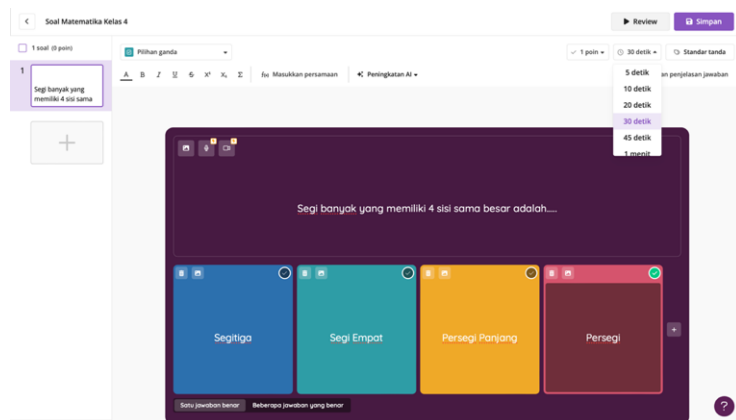 Soal Matematika Kelas 4
Review
Simpan
1 soal (0 poin)
Pilihan ganda
1 poin
30 detik
Standar tanda
A B I U S X² X₂ Σ fx Masukkan persamaan
Peningkatan AI
an penjelasan jawaban
5 detik
10 detik
20 detik
30 detik
45 detik
1 menit
1
Segi banyak yang
memiliki 4 sisi sama
Segi banyak yang memiliki 4 sisi sama besar adalah.....
Segitiga
Segi Empat
Persegi Panjang
Persegi
Satu jawaban benar
Beberapa jawaban yang benar
?